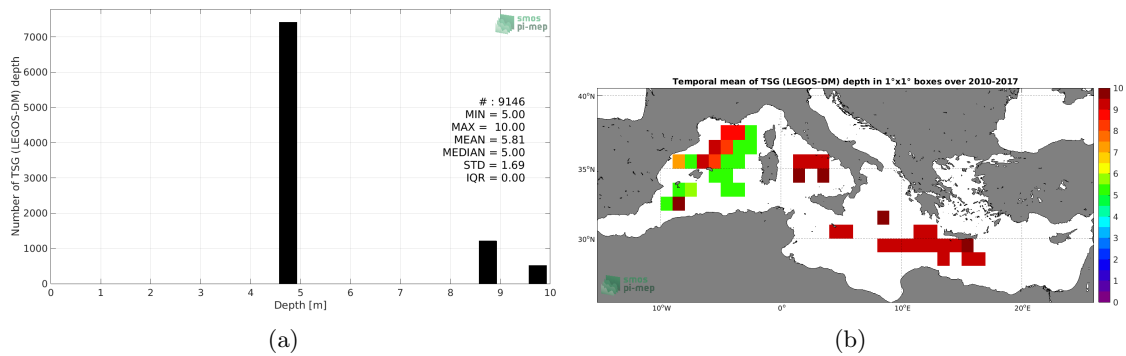 smos
pi-mep
Number of TSG (LEGOS-DM) depth
7000
6000
5000
4000
3000
2000
1000
0
# : 9146
MIN = 5.00
MAX = 10.00
MEAN = 5.81
MEDIAN = 5.00
STD = 1.69
IQR = 0.00
0 1 2 3 4 5 6 7 8 9 10
Depth [m]
(a)
Temporal mean of TSG (LEGOS-DM) depth in 1°x1° boxes over 2010-2017
40°N
35°N
30°N
10°W 0° 10°E 20°E
10
9
8
7
6
5
4
3
2
1
0
smos
pi-mep
(b)